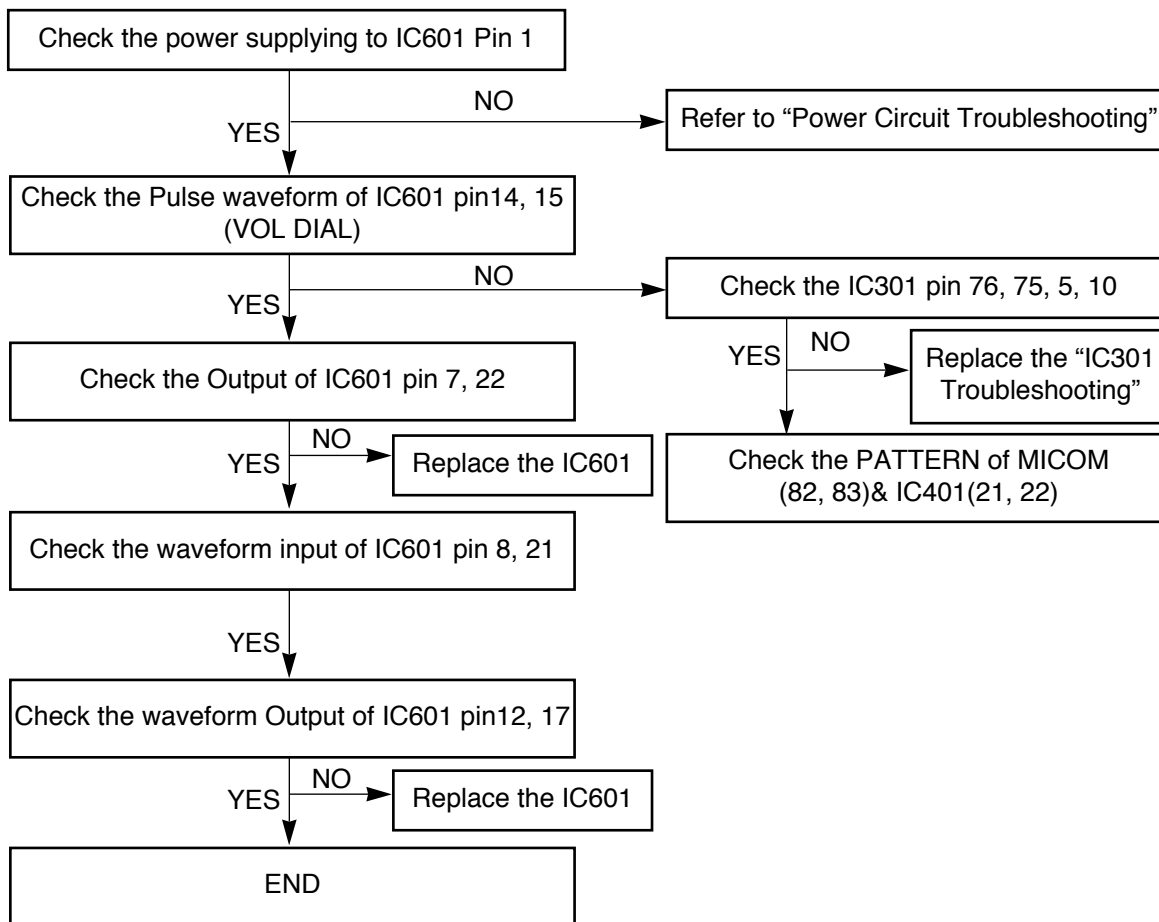 Check the power supplying to IC601 Pin 1
NO
Refer to “Power Circuit Troubleshooting”
YES
Check the Pulse waveform of IC601 pin14, 15
(VOL DIAL)
NO
Check the IC301 pin 76, 75, 5, 10
YES
YES
NO
Replace the “IC301
Troubleshooting”
Check the Output of IC601 pin 7, 22
NO
YES
Replace the IC601
Check the PATTERN of MICOM
(82, 83)& IC401(21, 22)
Check the waveform input of IC601 pin 8, 21
YES
Check the waveform Output of IC601 pin12, 17
NO
YES
Replace the IC601
END